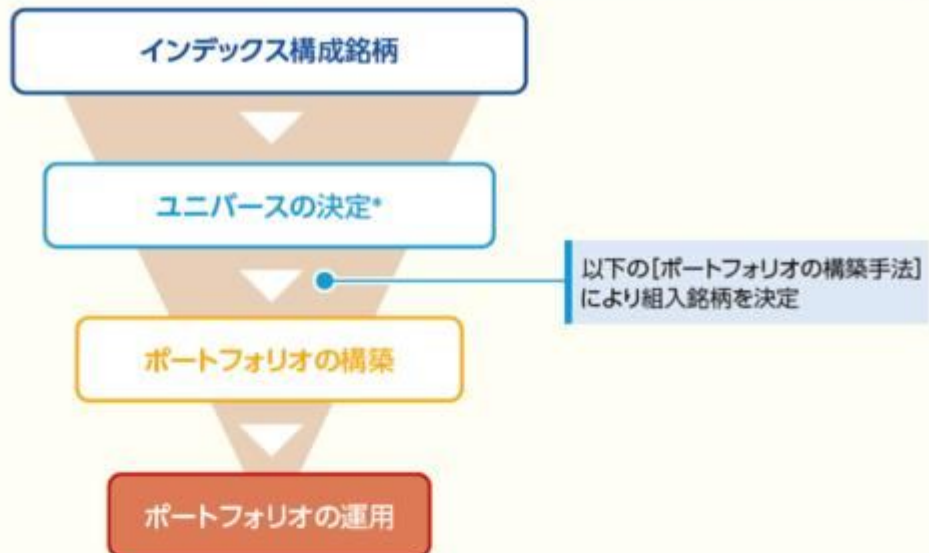 インデックス構成銘柄
ユニバースの決定*
以下の[ポートフォリオの構築手法]
により組入銘柄を決定
ポートフォリオの構築
ポートフォリオの運用